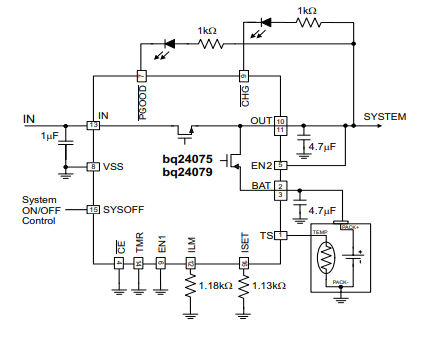 1kΩ
1kΩ
7
9
PGOOD
CHG
IN
IN
13
OUT
10
11
SYSTEM
1μF
4.7μF
bq24075
bq24079
8
VSS
EN2
5
BAT
2
3
System
ON/OFF
Control
15
SYSOFF
4.7μF
TS
1
PACK+
TEMP
CE
TMR
EN1
ILM
ISET
4
14
6
12
16
1.18kΩ
1.13kΩ
PACK-